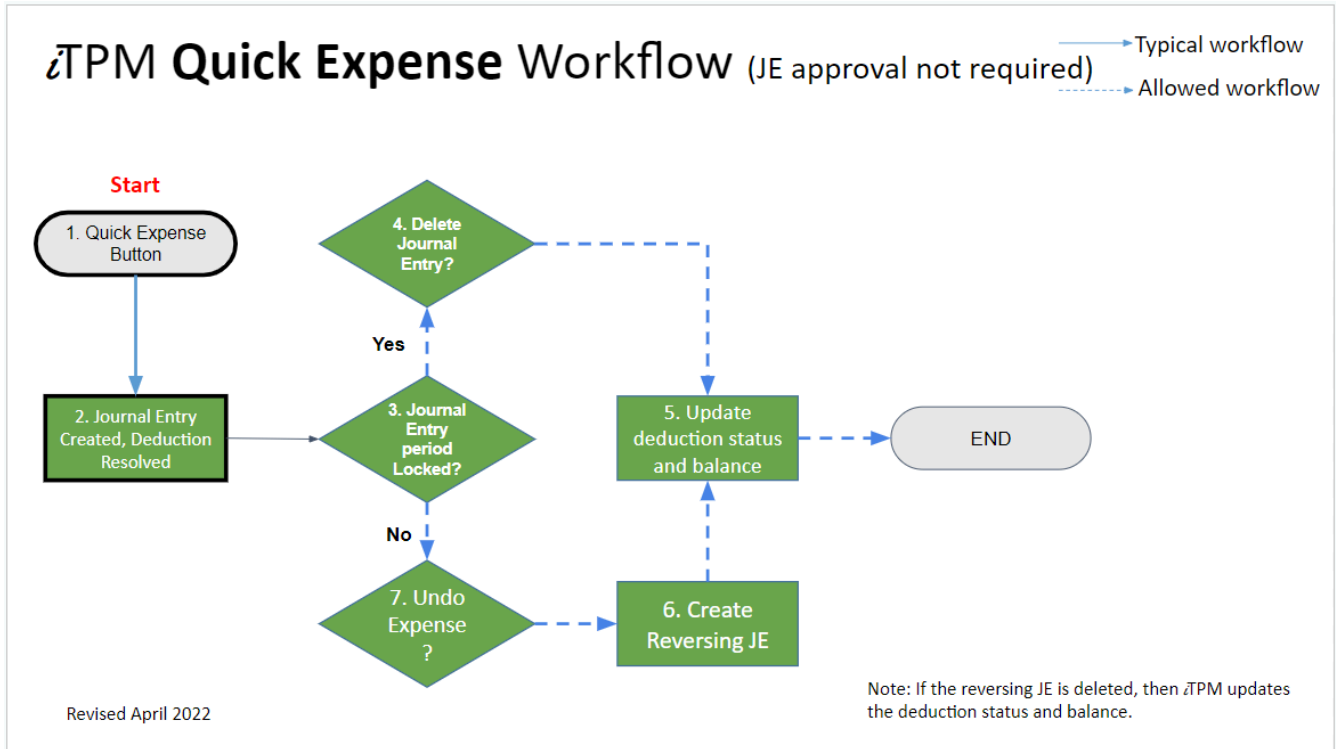 iTPM Quick Expense Workflow (JE approval not required)
Typical workflow
Allowed workflow
Start
1. Quick Expense
Button
4. Delete
Journal
Entry?
Yes
2. Journal Entry
Created, Deduction
Resolved
3. Journal
Entry
period
Locked?
5. Update
deduction status
and balance
END
No
7. Undo
Expense
?
6. Create
Reversing JE
Note: If the reversing JE is deleted, then iTPM updates
the deduction status and balance.
Revised April 2022